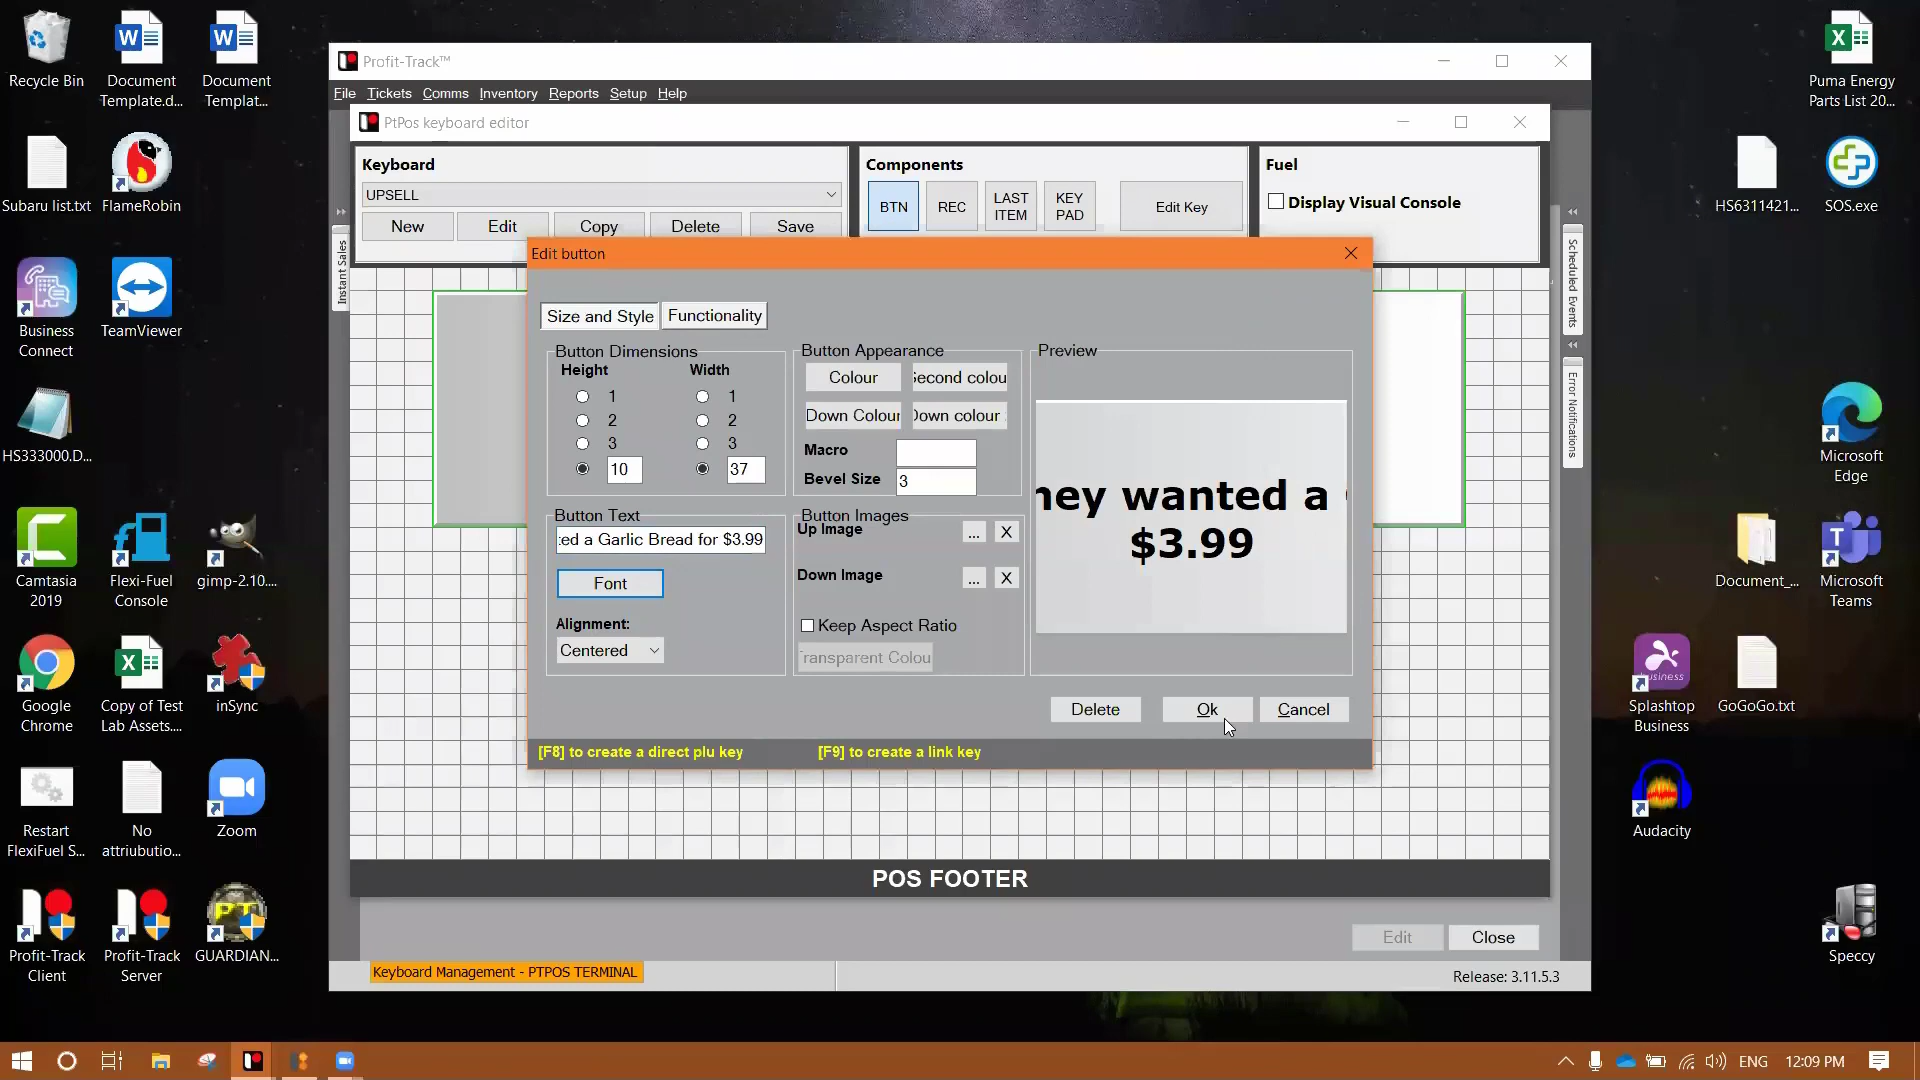 Recycle Bin
Document Template.d...
Document Templat...
Subaru list.txt
FlameRobin
Business Connect
TeamViewer
HS333000.D...
Camtasia 2019
Flexi-Fuel Console
gimp-2.10....
Google Chrome
Copy of Test Lab Assets....
inSync
Restart FlexiFuel S...
No attriubutio...
Zoom
Profit-Track Client
Profit-Track Server
GUARDIAN...
Profit-Track™
File Tickets Comms Inventory Reports Setup Help
PtPos keyboard editor
Keyboard
UPSELL
New Edit Copy Delete Save
Components
BTN REC LAST ITEM KEY PAD Edit Key
Fuel
Display Visual Console
Instant Sales
Scheduled Events
Error Notifications
Edit button
Size and Style Functionality
Button Dimensions
Height Width
1 1
2 2
3 3
10 37
Button Appearance
Colour Second colou
Down Colour Down colour
Macro
Bevel Size 3
Preview
hey wanted a
$3.99
Button Text
ted a Garlic Bread for $3.99
Font
Alignment:
Centered
Button Images
Up Image ... X
Down Image ... X
Keep Aspect Ratio
Transparent Colou
Delete Ok Cancel
[F8] to create a direct plu key [F9] to create a link key
POS FOOTER
Edit Close
Keyboard Management - PTPOS TERMINAL
Release: 3.11.5.3
Puma Energy Parts List 20...
HS6311421...
SOS.exe
Microsoft Edge
Document_...
Microsoft Teams
business
Splashtop Business
GoGoGo.txt
Audacity
Speccy
ENG 12:09 PM